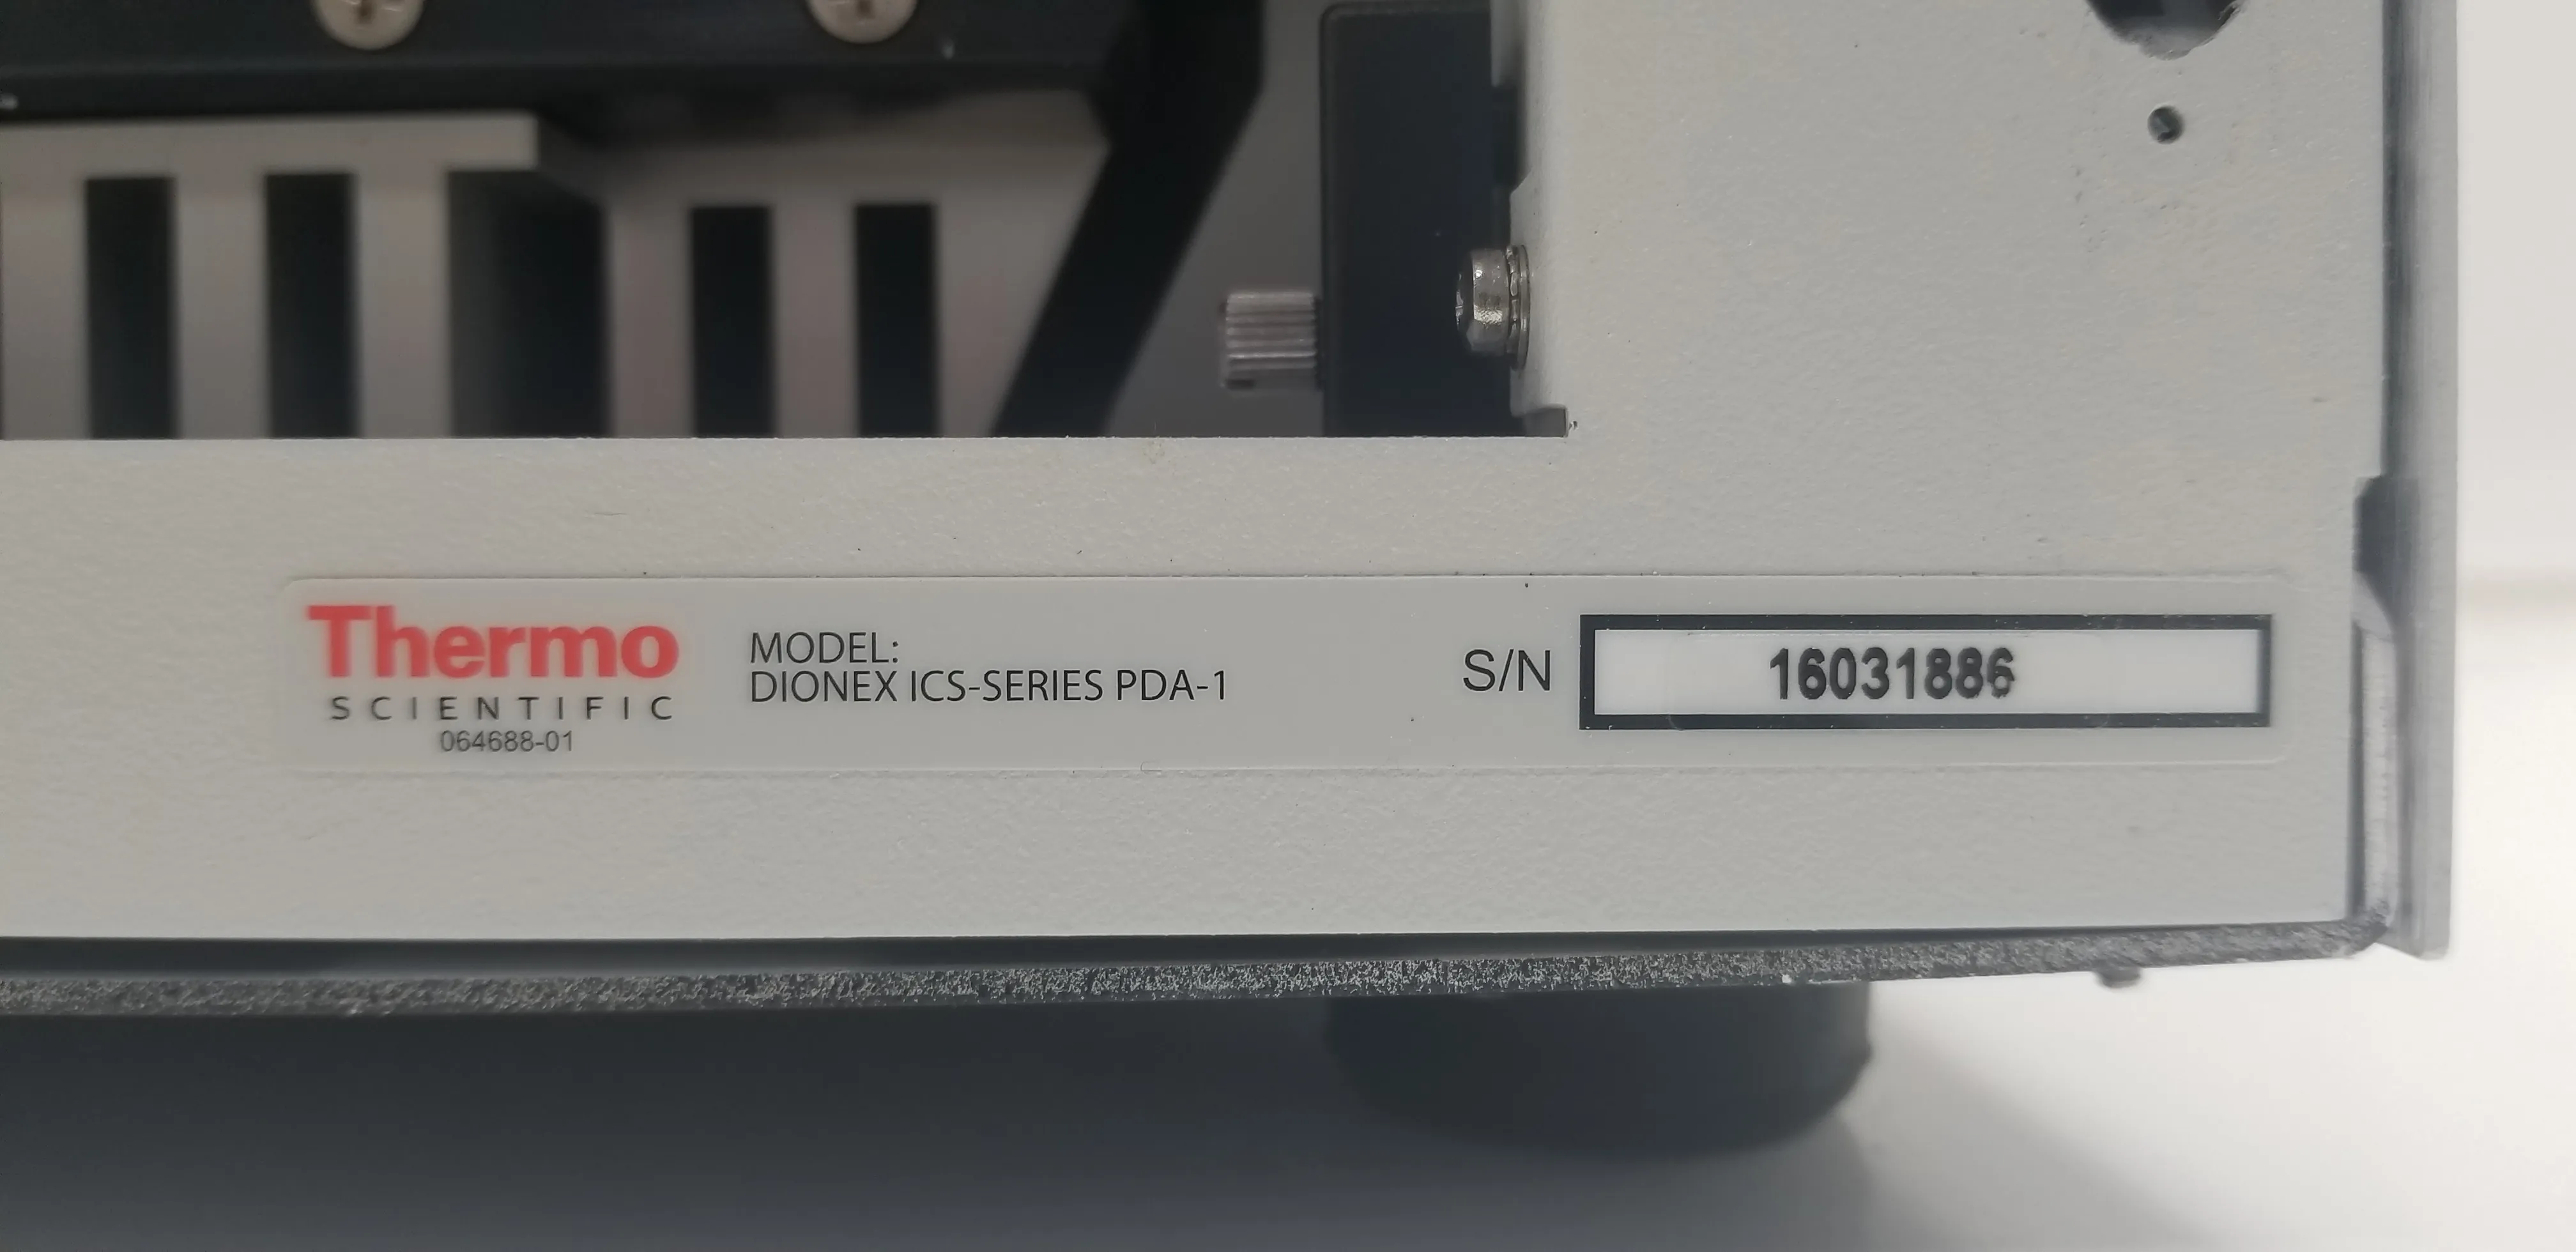 Thermo
SCIENTIFIC
064688-01
MODEL:
DIONEX ICS-SERIES PDA-1
S/N 16031886